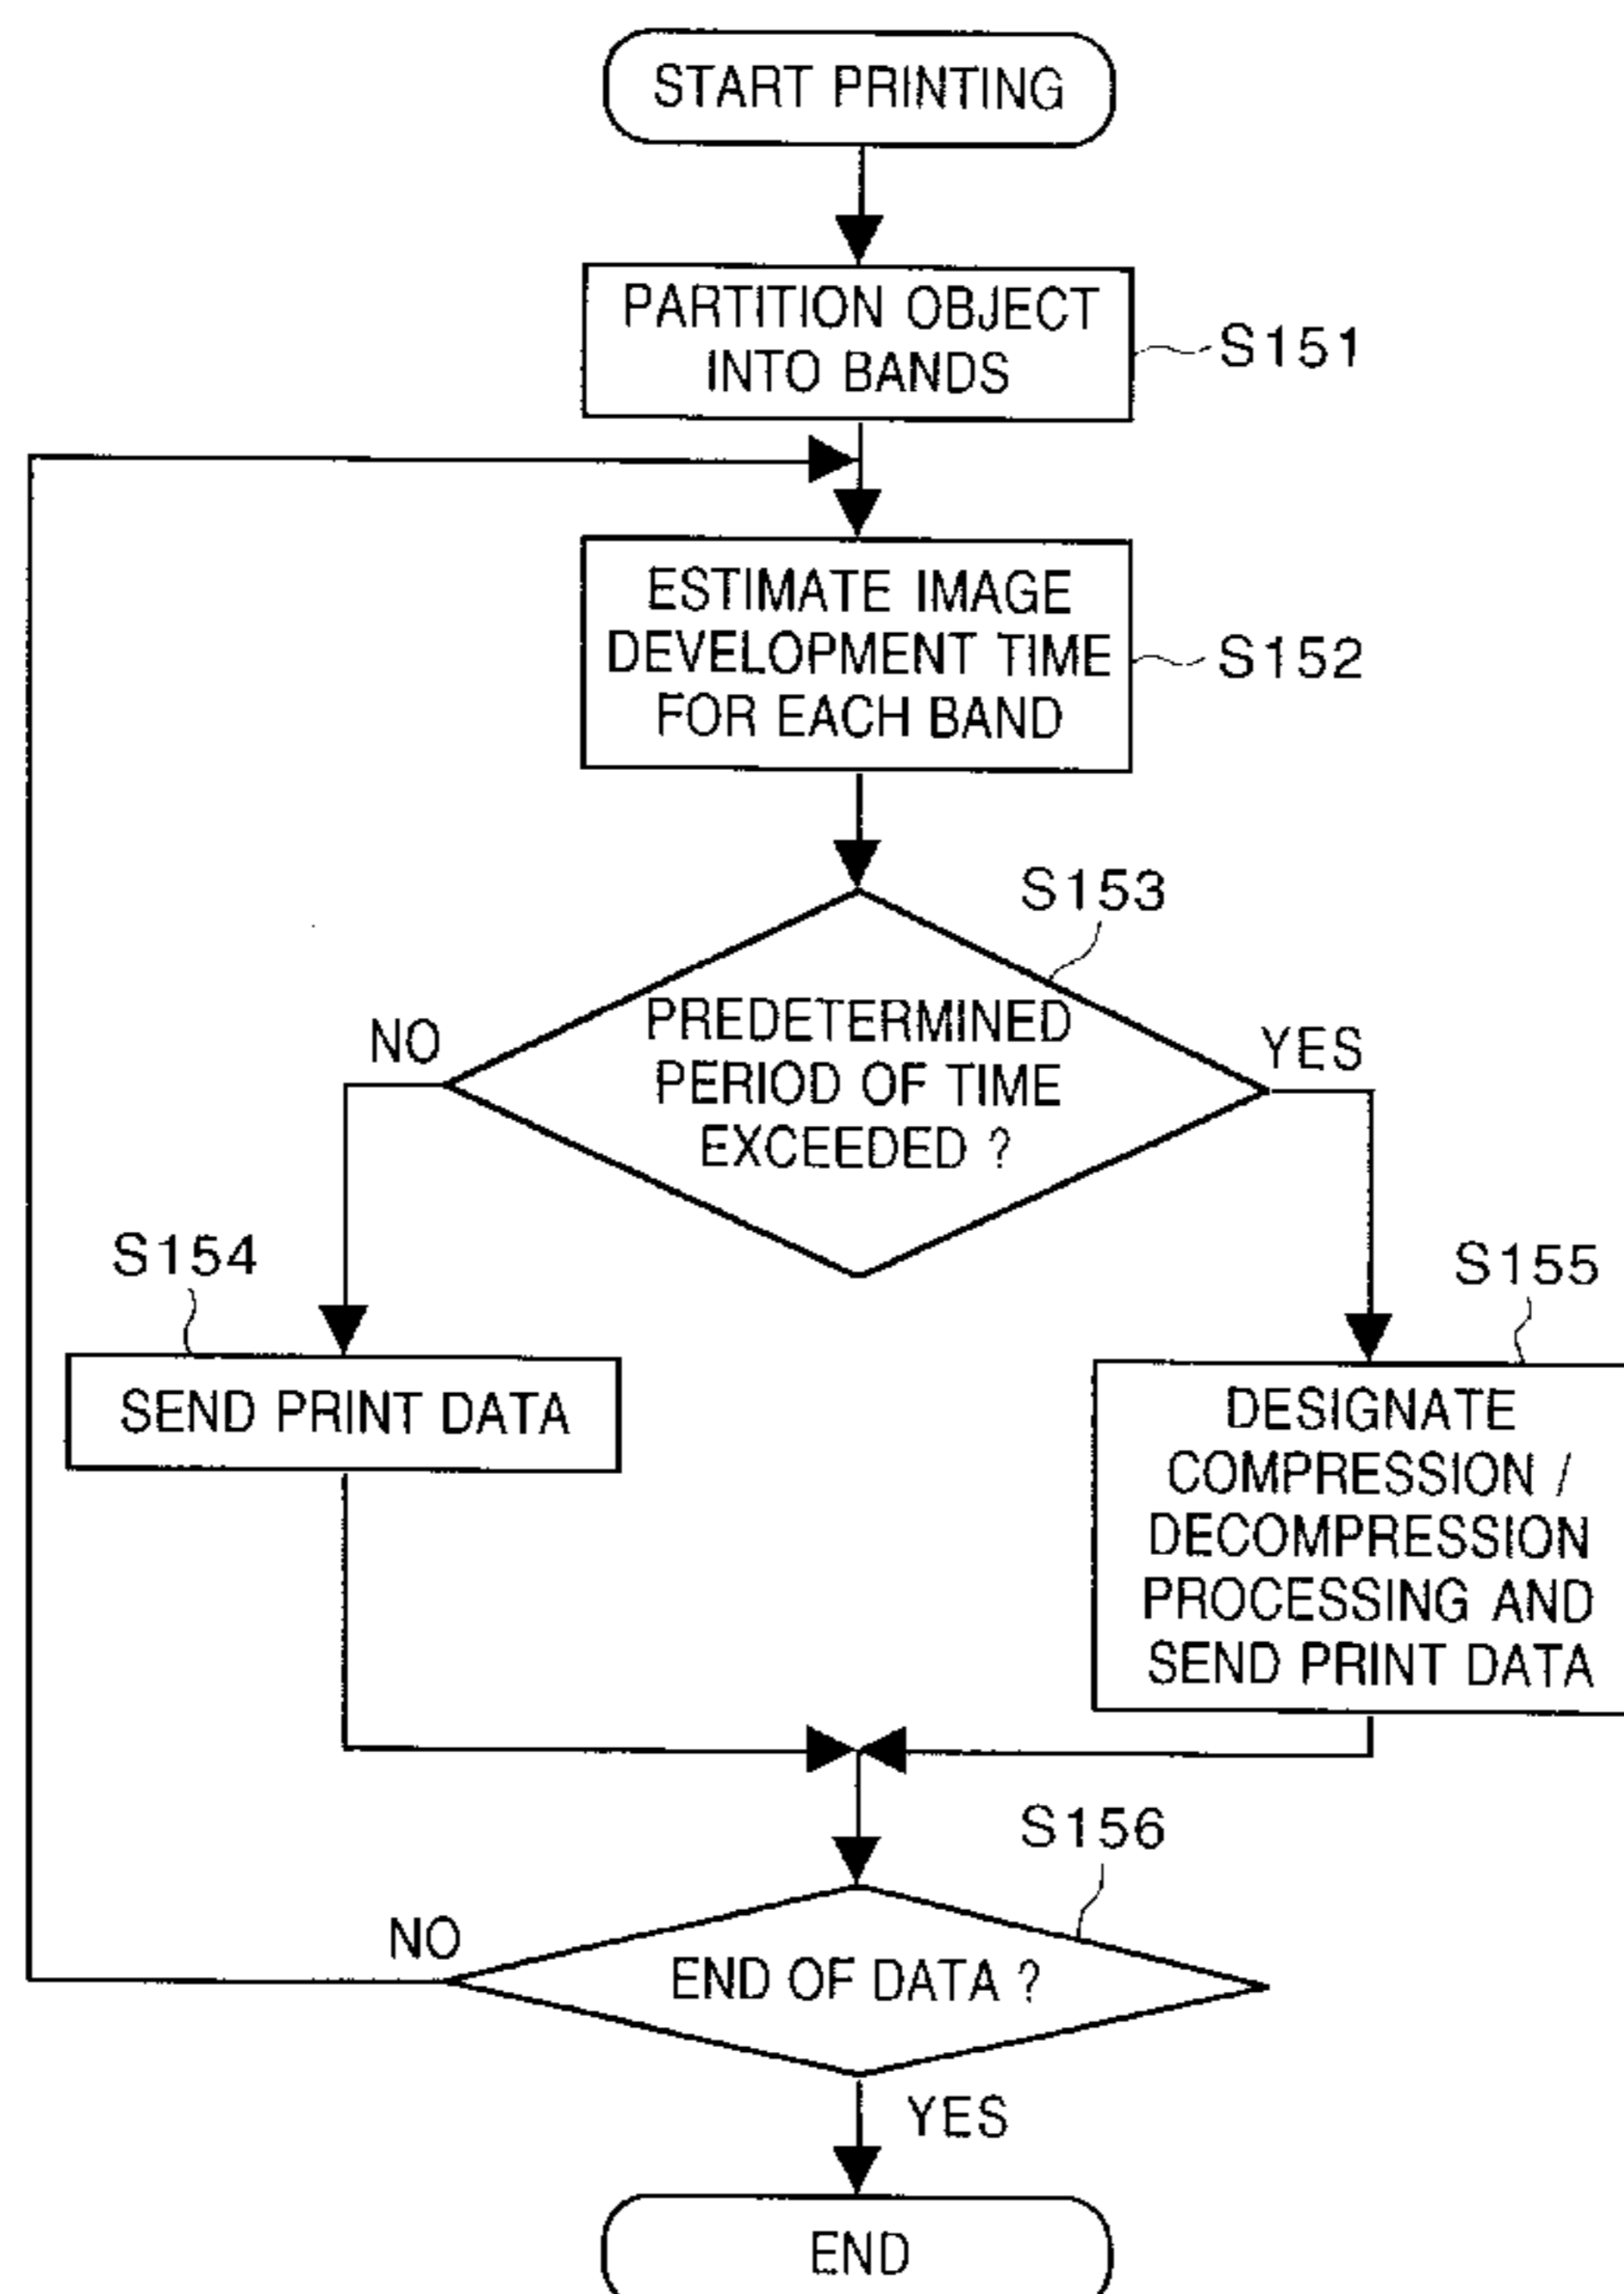 START PRINTING
PARTITION OBJECT
INTO BANDS
S151
ESTIMATE IMAGE
DEVELOPMENT TIME
FOR EACH BAND
S152
S153
PREDETERMINED
PERIOD OF TIME
EXCEEDED ?
NO
YES
S154
SEND PRINT DATA
S155
DESIGNATE
COMPRESSION /
DECOMPRESSION
PROCESSING AND
SEND PRINT DATA
S156
NO
END OF DATA ?
YES
END